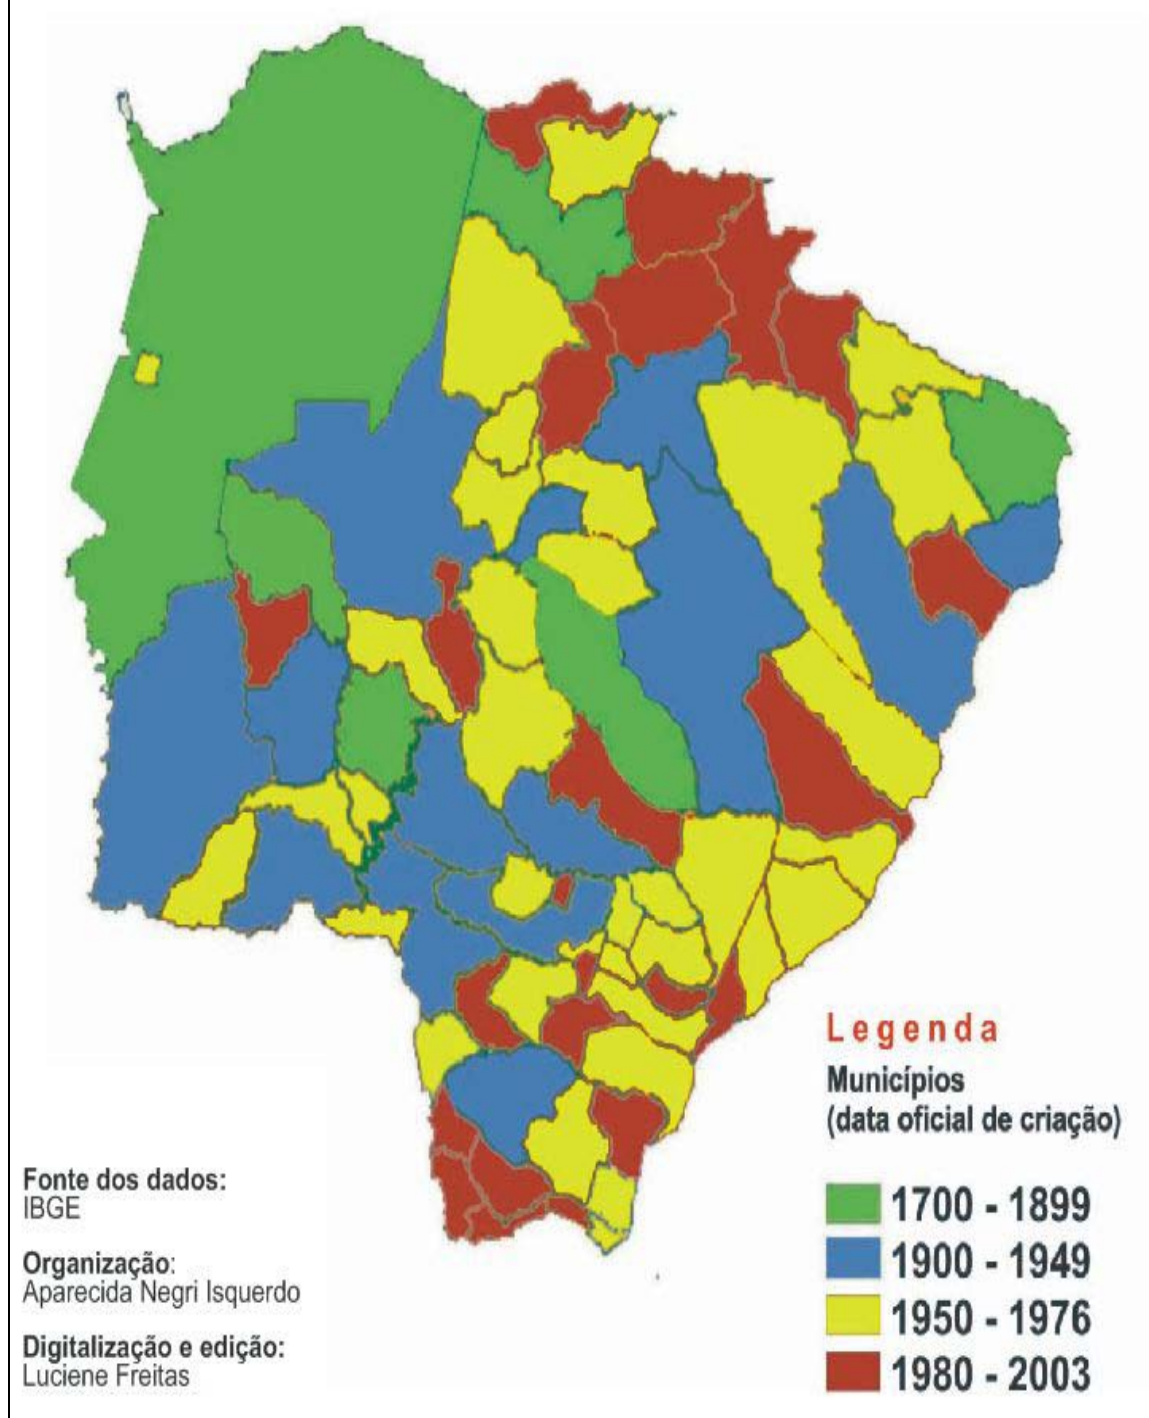 Legenda
Municípios
(data oficial de criação)
1700 - 1899
1900 - 1949
1950 - 1976
1980 - 2003
Fonte dos dados:
IBGE
Organização:
Aparecida Negri Isquerdo
Digitalização e edição:
Luciene Freitas